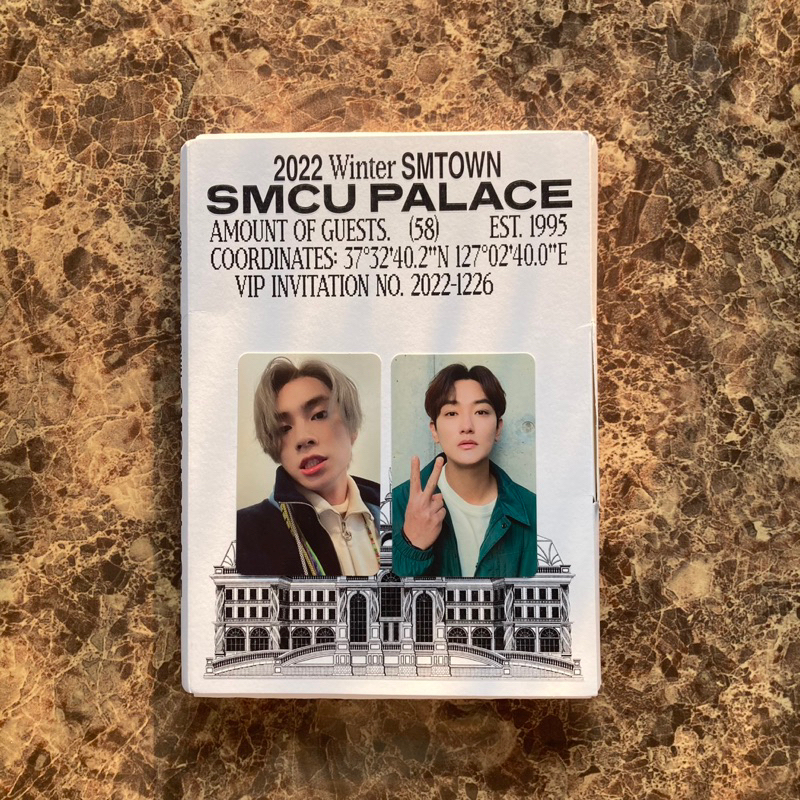 2022 Winter SMTOWN
SMCU PALACE
AMOUNT OF GUESTS. (58) EST. 1995
COORDINATES: 37°32'40.2"N 127°02'40.0"E
VIP INVITATION NO. 2022-1226